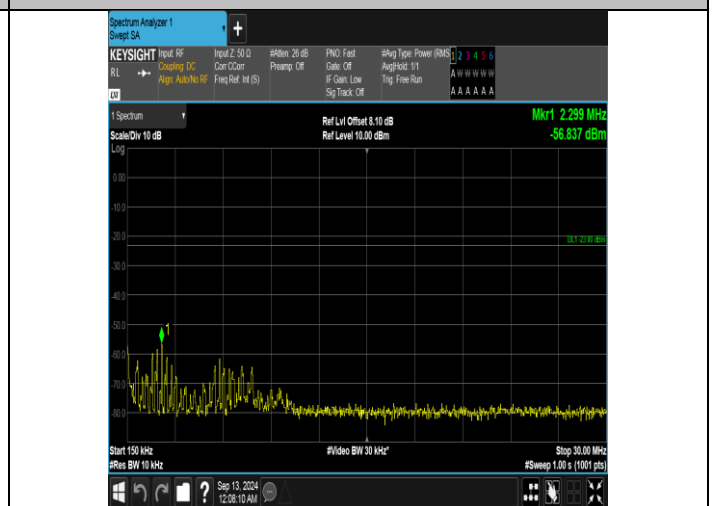 Spectrum Analyzer 1
Swept SA
+
KEYSIGHT Input: RF Input Z: 50 Ω #Atten: 26 dB PNO: Fast #Avg Type: Power (RMS 1 2 3 4 5 6
RL Coupling: DC Corr CCorr Preamp: Off Gate: Off Avg|Hold: 1/1 A W W W W W
Align: Auto/No RF Freq Ref: Int (S) IF Gain: Low Trig: Free Run
LXI Sig Track: Off A A A A A A
1 Spectrum Ref Lvl Offset 8.10 dB Mkr1 2.299 MHz
Scale/Div 10 dB Ref Level 10.00 dBm -56.837 dBm
Log
0.00
-10.0
-20.0
DL1 -23.00 dBm
-30.0
-40.0
-50.0
1
-60.0
-70.0
-80.0
Start 150 kHz #Video BW 30 kHz* Stop 30.00 MHz
#Res BW 10 kHz #Sweep 1.00 s (1001 pts)
? Sep 13, 2024
12:08:10 AM